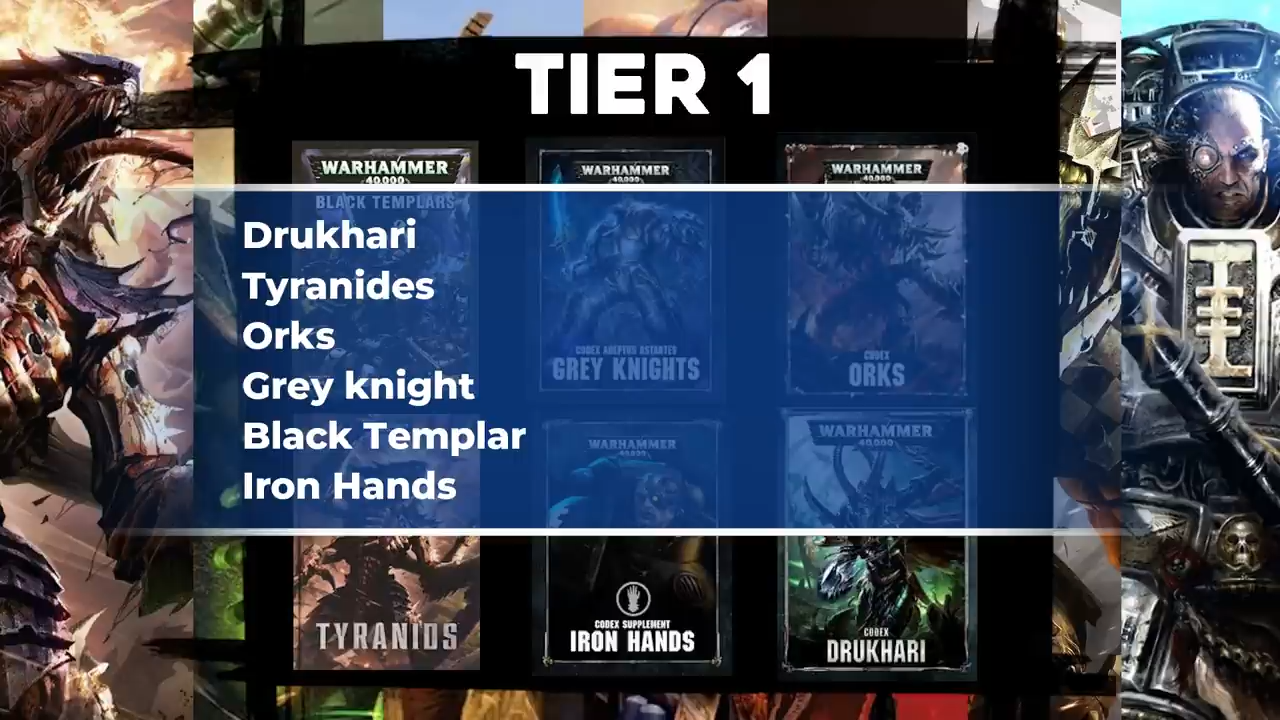 TIER 1
WARHAMMER
40,000
BLACK TEMPLARS
WARHAMMER
40,000
CODEX ADEPTUS ASTARTES
GREY KNIGHTS
WARHAMMER
40,000
CODEX
ORKS
Drukhari
Tyranides
Orks
Grey knight
Black Templar
Iron Hands
TYRANIDS
WARHAMMER
40,000
CODEX SUPPLEMENT
IRON HANDS
WARHAMMER
40,000
CODEX
DRUKHARI